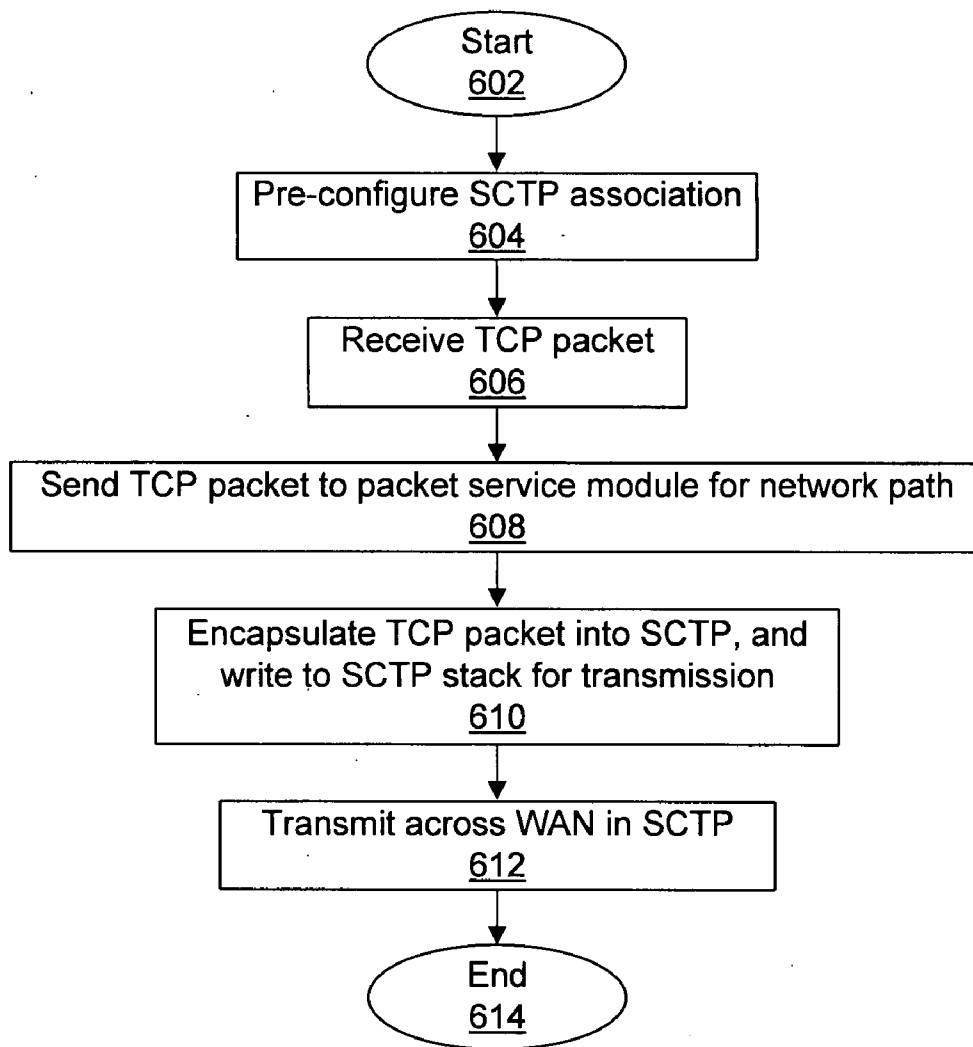 Start
602
Pre-configure SCTP association
604
Receive TCP packet
606
Send TCP packet to packet service module for network path
608
Encapsulate TCP packet into SCTP, and
write to SCTP stack for transmission
610
Transmit across WAN in SCTP
612
End
614